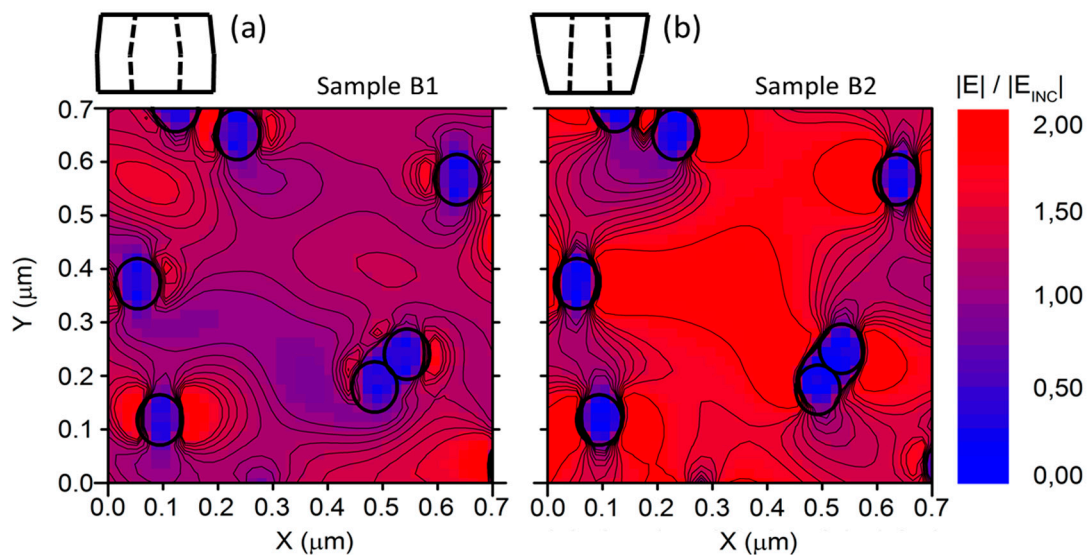 (a)
(b)
Sample B1
Sample B2
|E| / |E_INC|
0.7
0.6
0.5
0.4
0.3
0.2
0.1
0.0
Y (μm)
0.0 0.1 0.2 0.3 0.4 0.5 0.6 0.7
X (μm)
0.0 0.1 0.2 0.3 0.4 0.5 0.6 0.7
X (μm)
2,00
1,50
1,00
0,50
0,00